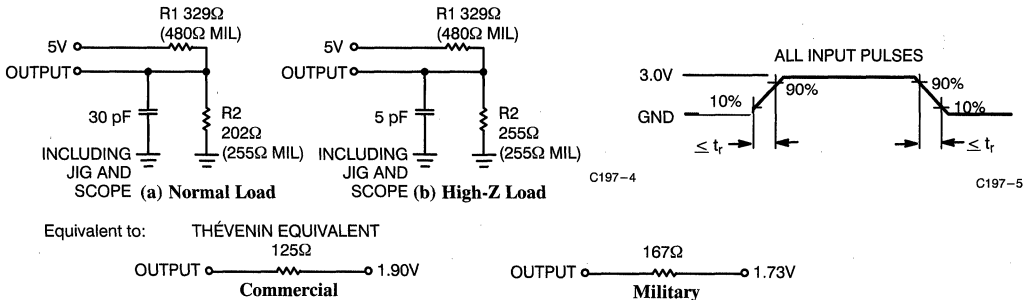 R1 329Ω
(480Ω MIL)
5V
OUTPUT
30 pF
R2
202Ω
(255Ω MIL)
INCLUDING
JIG AND
SCOPE
(a) Normal Load
R1 329Ω
(480Ω MIL)
5V
OUTPUT
5 pF
R2
255Ω
(255Ω MIL)
INCLUDING
JIG AND
SCOPE
(b) High-Z Load
C197–4
ALL INPUT PULSES
3.0V
GND
10%
90%
90%
10%
≤ tr
≤ tr
C197–5
Equivalent to: THÉVENIN EQUIVALENT
125Ω
OUTPUT 1.90V
Commercial
167Ω
OUTPUT 1.73V
Military